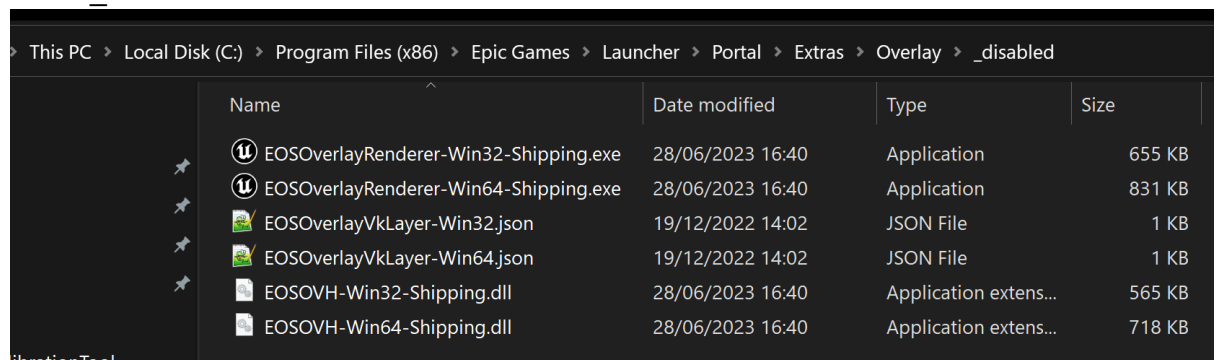 This PC > Local Disk (C:) > Program Files (x86) > Epic Games > Launcher > Portal > Extras > Overlay > _disabled
Name Date modified Type Size
EOSOverlayRenderer-Win32-Shipping.exe 28/06/2023 16:40 Application 655 KB
EOSOverlayRenderer-Win64-Shipping.exe 28/06/2023 16:40 Application 831 KB
EOSOverlayVkLayer-Win32.json 19/12/2022 14:02 JSON File 1 KB
EOSOverlayVkLayer-Win64.json 19/12/2022 14:02 JSON File 1 KB
EOSOVH-Win32-Shipping.dll 28/06/2023 16:40 Application extens... 565 KB
EOSOVH-Win64-Shipping.dll 28/06/2023 16:40 Application extens... 718 KB